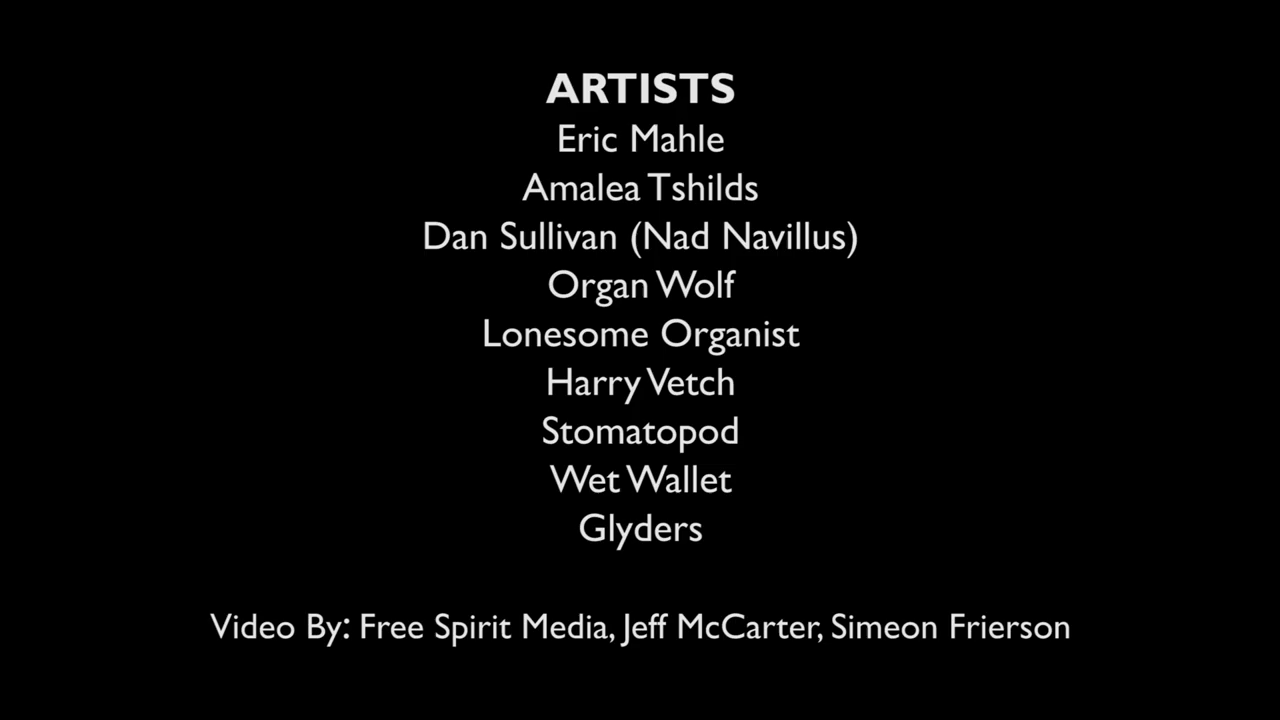 ARTISTS
Eric Mahle
Amalea Tshilds
Dan Sullivan (Nad Navillus)
Organ Wolf
Lonesome Organist
Harry Vetch
Stomatopod
Wet Wallet
Glyders
Video By: Free Spirit Media, Jeff McCarter, Simeon Frierson